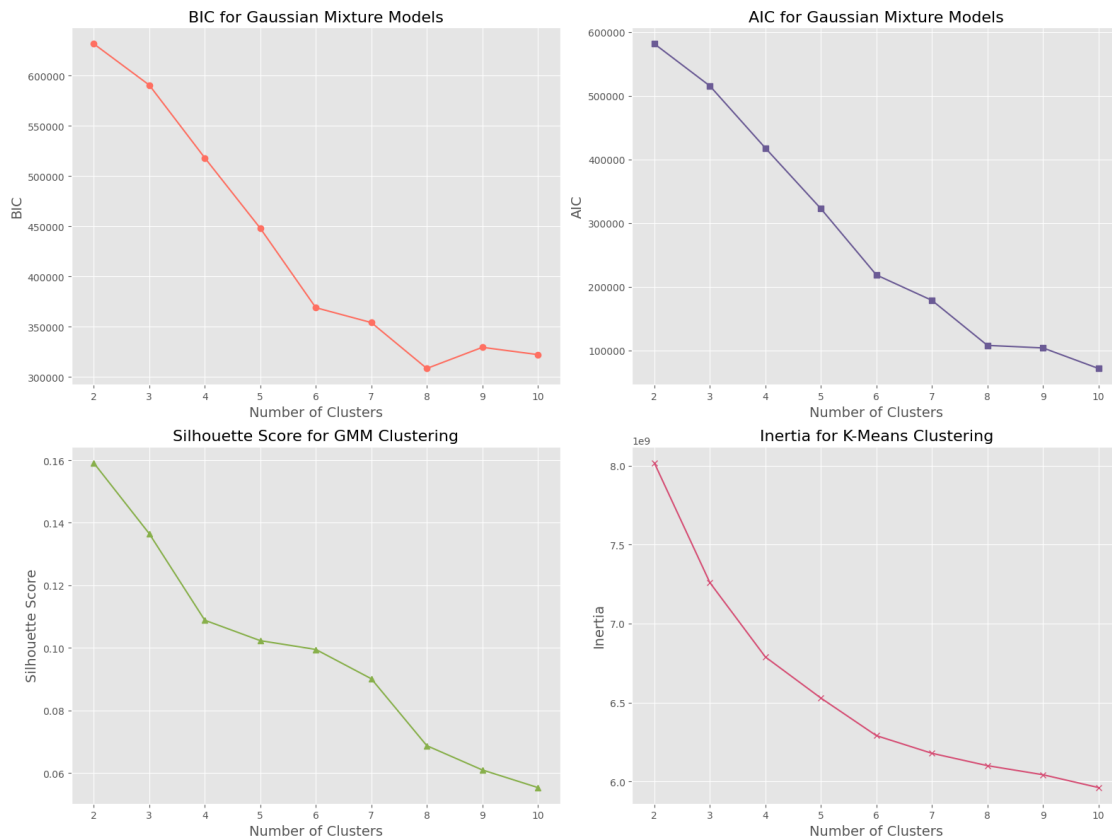 BIC for Gaussian Mixture Models
600000
550000
500000
450000
400000
350000
300000
BIC
2 3 4 5 6 7 8 9 10
Number of Clusters
AIC for Gaussian Mixture Models
600000
500000
400000
300000
200000
100000
AIC
2 3 4 5 6 7 8 9 10
Number of Clusters
Silhouette Score for GMM Clustering
0.16
0.14
0.12
0.10
0.08
0.06
Silhouette Score
2 3 4 5 6 7 8 9 10
Number of Clusters
Inertia for K-Means Clustering
1e9
8.0
7.5
7.0
6.5
6.0
Inertia
2 3 4 5 6 7 8 9 10
Number of Clusters